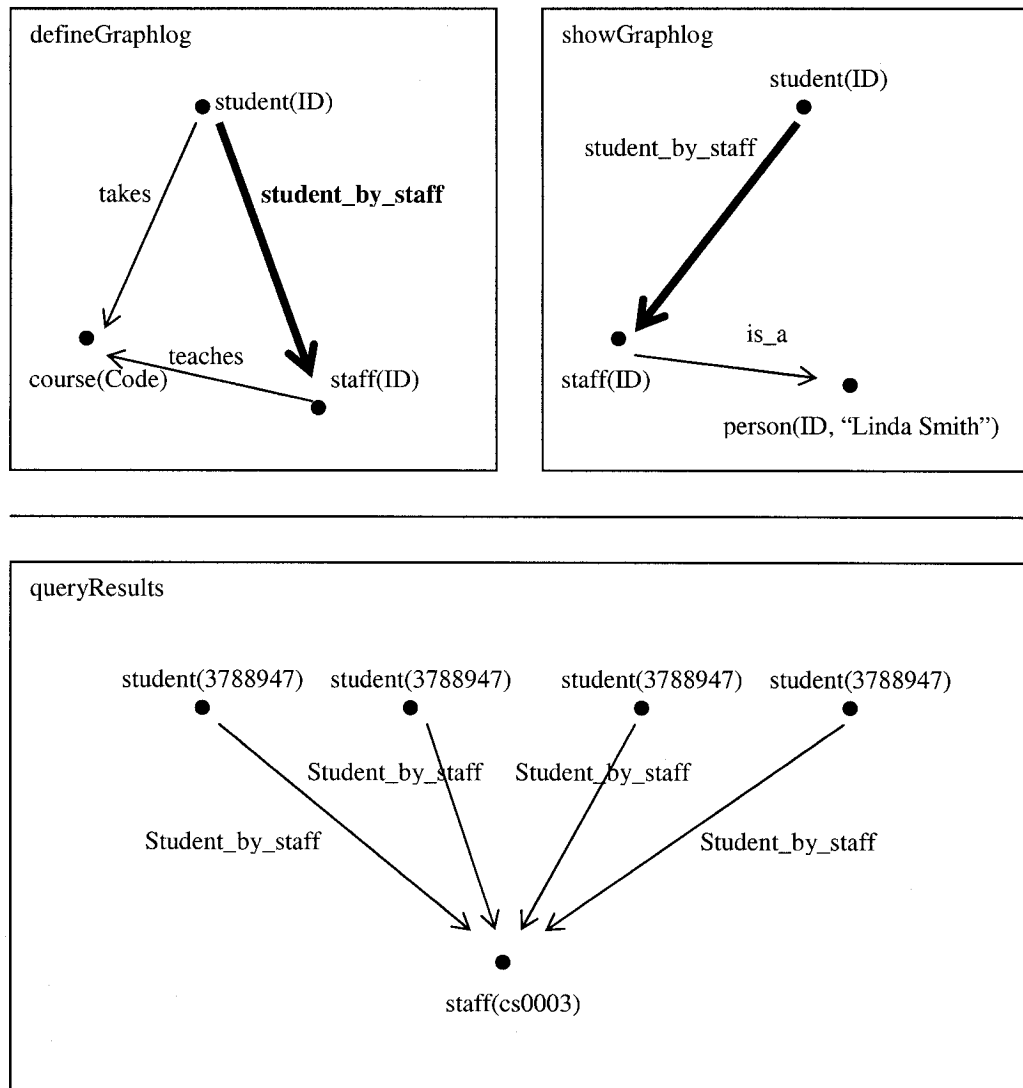 defineGraphlog
student(ID)
takes
student_by_staff
teaches
course(Code)
staff(ID)
showGraphlog
student(ID)
student_by_staff
is_a
staff(ID)
person(ID, “Linda Smith”)
queryResults
student(3788947) student(3788947) student(3788947) student(3788947)
Student_by_staff Student_by_staff
Student_by_staff Student_by_staff
staff(cs0003)